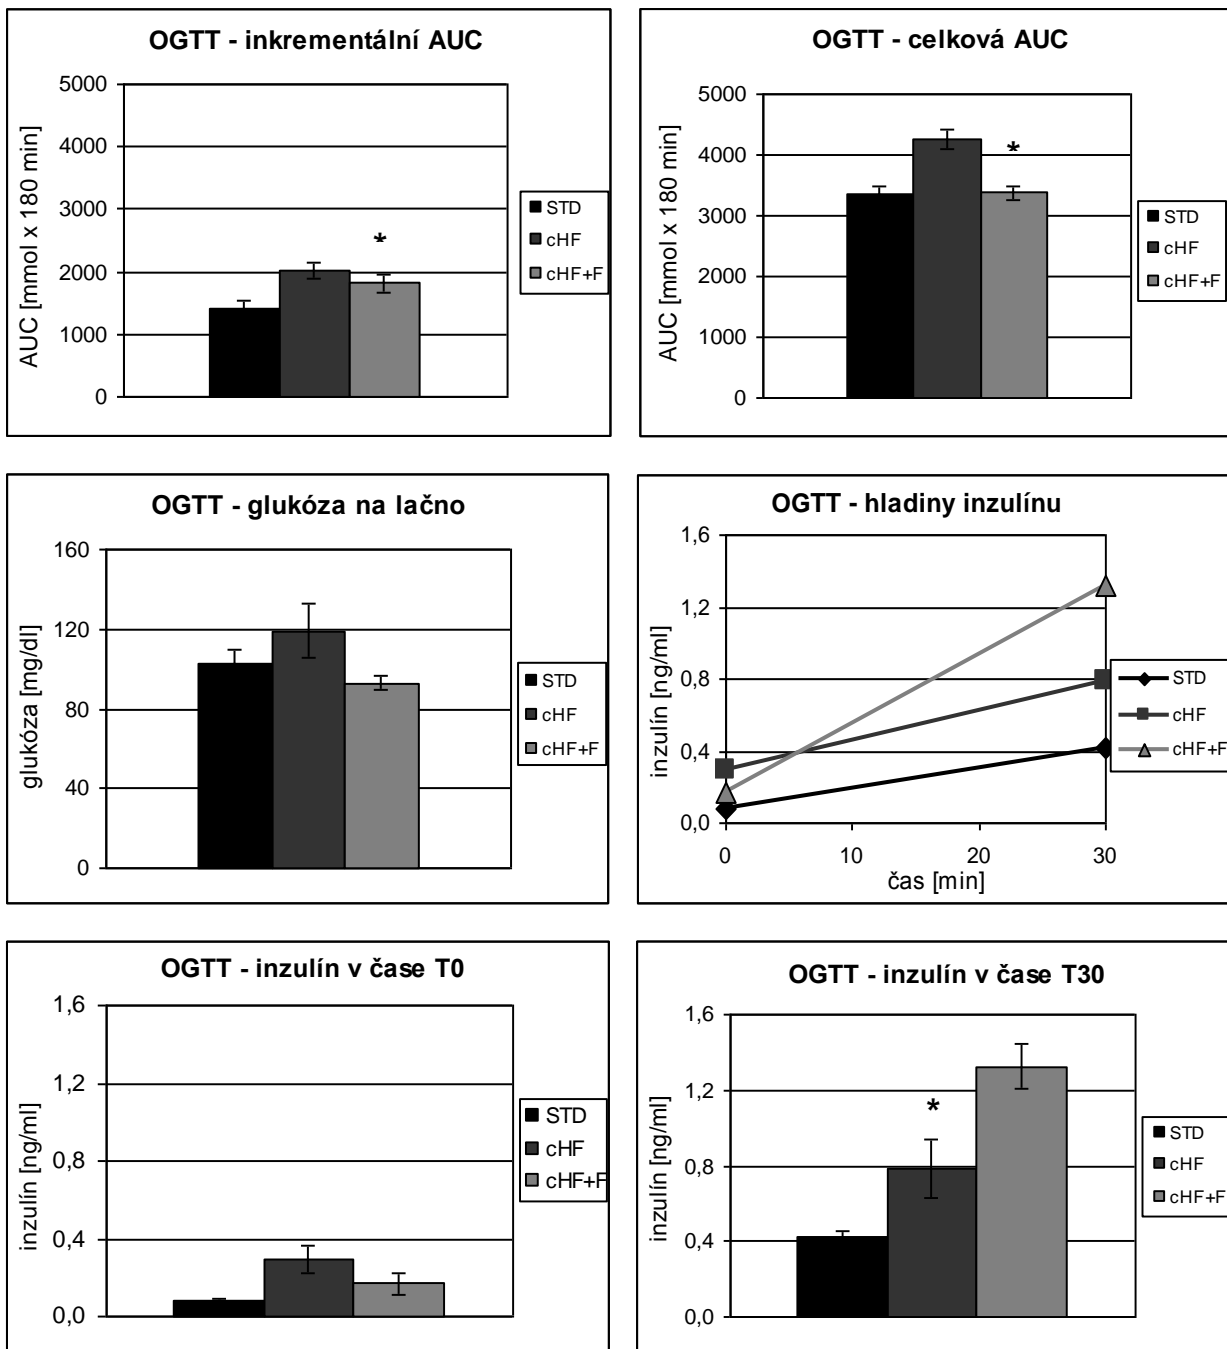 OGTT - inkrementální AUC
AUC [mmol x 180 min]
5000
4000
3000
2000
1000
0
*
STD
cHF
cHF+F
OGTT - celková AUC
AUC [mmol x 180 min]
5000
4000
3000
2000
1000
0
*
STD
cHF
cHF+F
OGTT - glukóza na lačno
glukóza [mg/dl]
160
120
80
40
0
STD
cHF
cHF+F
OGTT - hladiny inzulínu
inzulín [ng/ml]
1,6
1,2
0,8
0,4
0,0
0 10 20 30
čas [min]
STD
cHF
cHF+F
OGTT - inzulín v čase T0
inzulín [ng/ml]
1,6
1,2
0,8
0,4
0,0
STD
cHF
cHF+F
OGTT - inzulín v čase T30
inzulín [ng/ml]
1,6
1,2
0,8
0,4
0,0
*
STD
cHF
cHF+F